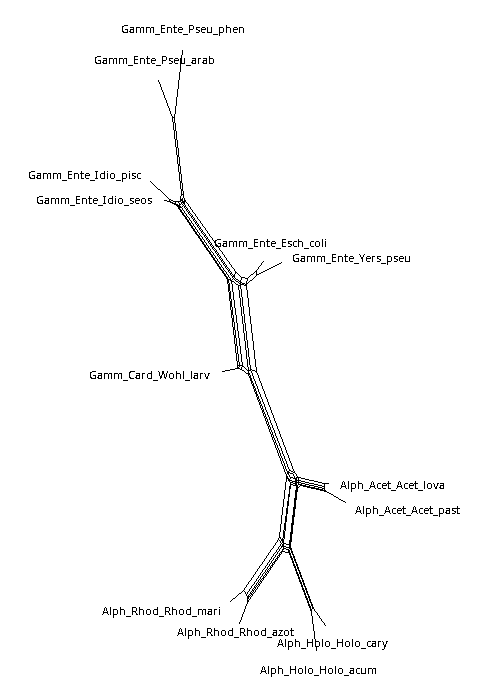 Gamm_Ente_Pseu_phen
Gamm_Ente_Pseu_arab
Gamm_Ente_Idio_pisc
Gamm_Ente_Idio_seos
Gamm_Ente_Esch_coli
Gamm_Ente_Yers_pseu
Gamm_Card_Wohl_larv
Alph_Acet_Acet_lova
Alph_Acet_Acet_past
Alph_Rhod_Rhod_mari
Alph_Rhod_Rhod_azot
Alph_Holo_Holo_cary
Alph_Holo_Holo_acum